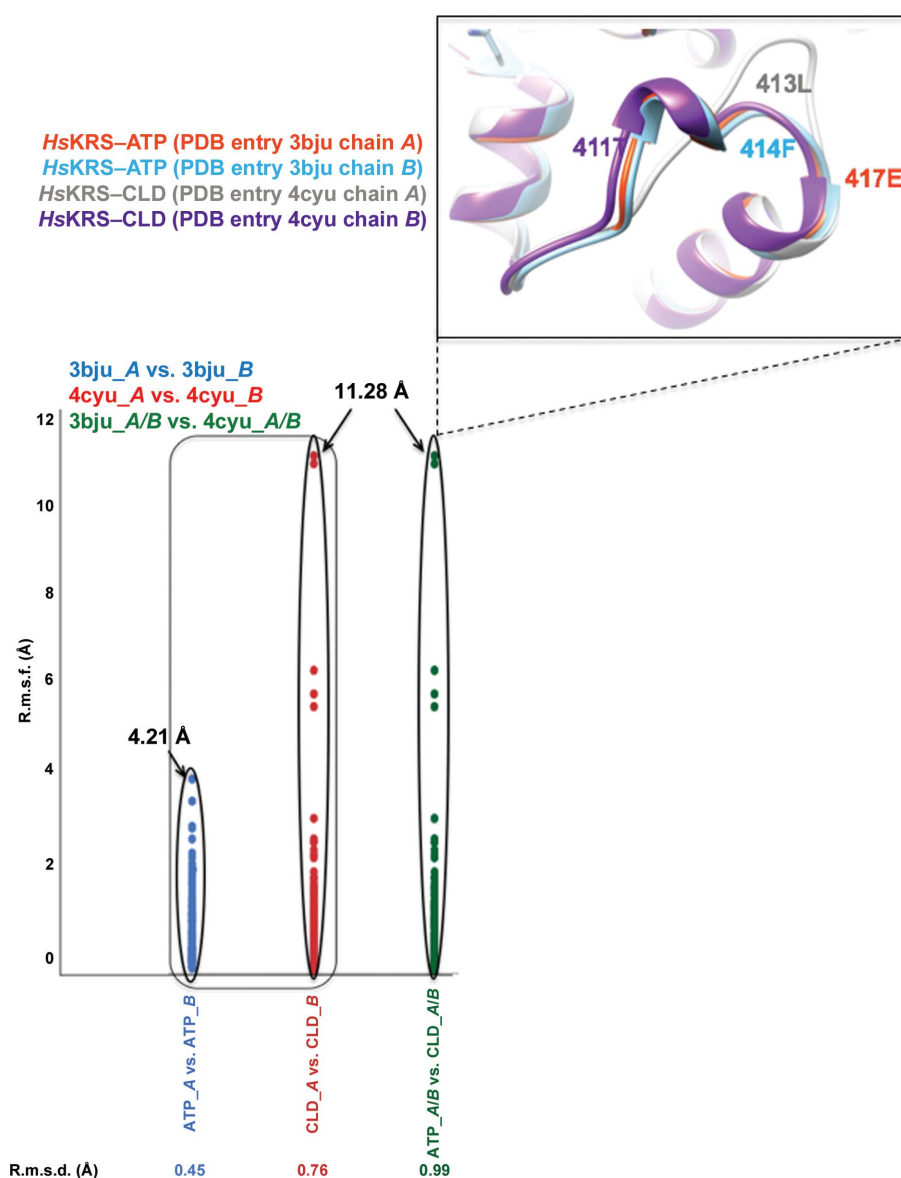 HsKRS–ATP (PDB entry 3bju chain A)
HsKRS–ATP (PDB entry 3bju chain B)
HsKRS–CLD (PDB entry 4cyu chain A)
HsKRS–CLD (PDB entry 4cyu chain B)
413L
411T
414F
417E
3bju_A vs. 3bju_B
4cyu_A vs. 4cyu_B
3bju_A/B vs. 4cyu_A/B
11.28 Å
4.21 Å
R.m.s.f. (Å)
12
10
8
6
4
2
0
ATP_A vs. ATP_B
CLD_A vs. CLD_B
ATP_A/B vs. CLD_A/B
R.m.s.d. (Å) 0.45 0.76 0.99